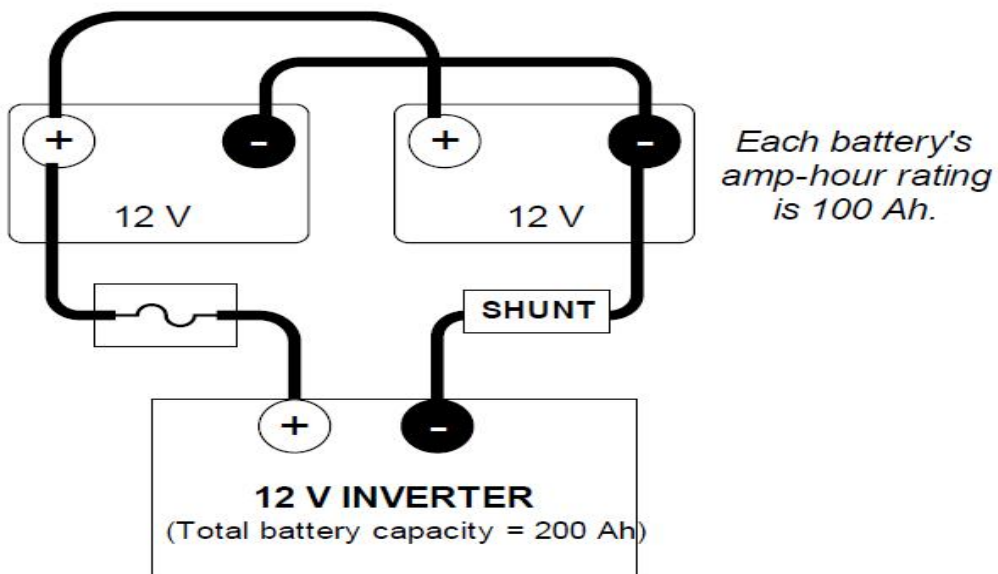 +
-
+
-
12 V
12 V
Each battery's
amp-hour rating
is 100 Ah.
SHUNT
+
-
12 V INVERTER
(Total battery capacity = 200 Ah)